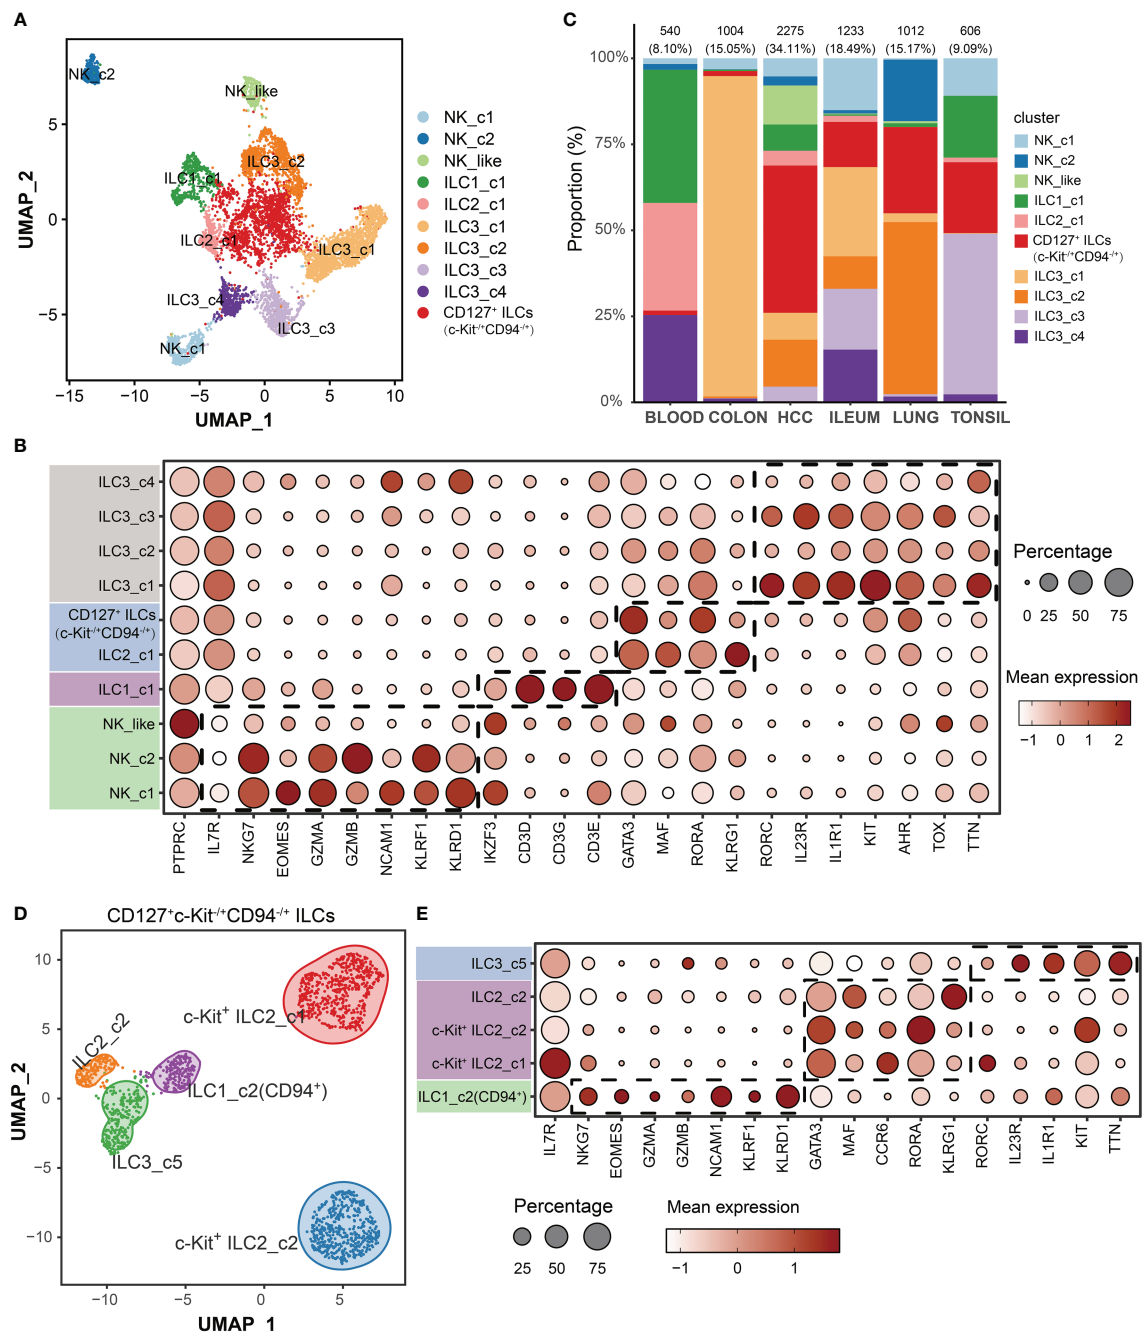 A
NK_c2
NK_like
ILC3_c2
ILC1_c1
ILC2_c1
ILC3_c1
ILC3_c4
ILC3_c3
NK_c1
5
0
−5
−15
−10
−5
0
5
10
UMAP_1
UMAP_2
NK_c1
NK_c2
NK_like
ILC1_c1
ILC2_c1
ILC3_c1
ILC3_c2
ILC3_c3
ILC3_c4
CD127⁺ ILCs
(c-Kit⁻/⁺CD94⁻/⁺)
C
540
(8.10%)
1004
(15.05%)
2275
(34.11%)
1233
(18.49%)
1012
(15.17%)
606
(9.09%)
100%
75%
50%
25%
0%
Proportion (%)
BLOOD COLON HCC ILEUM LUNG TONSIL
cluster
NK_c1
NK_c2
NK_like
ILC1_c1
ILC2_c1
CD127⁺ ILCs
(c-Kit⁻/⁺CD94⁻/⁺)
ILC3_c1
ILC3_c2
ILC3_c3
ILC3_c4
B
ILC3_c4
ILC3_c3
ILC3_c2
ILC3_c1
CD127⁺ ILCs
(c-Kit⁻/⁺CD94⁻/⁺)
ILC2_c1
ILC1_c1
NK_like
NK_c2
NK_c1
PTPRC
IL7R
NKG7
EOMES
GZMA
GZMB
NCAM1
KLRF1
KLRD1
IKZF3
CD3D
CD3G
CD3E
GATA3
MAF
RORA
KLRG1
RORC
IL23R
IL1R1
KIT
AHR
TOX
TTN
Percentage
0 25 50 75
Mean expression
−1 0 1 2
D
CD127⁺c-Kit⁻/⁺CD94⁻/⁺ ILCs
c-Kit⁺ ILC2_c1
ILC2_c2
ILC1_c2(CD94⁺)
ILC3_c5
c-Kit⁺ ILC2_c2
10
5
0
−5
−10
−10
−5
0
5
UMAP_1
UMAP_2
E
ILC3_c5
ILC2_c2
c-Kit⁺ ILC2_c2
c-Kit⁺ ILC2_c1
ILC1_c2(CD94⁺)
IL7R
NKG7
EOMES
GZMA
GZMB
NCAM1
KLRF1
KLRD1
GATA3
MAF
CCR6
RORA
KLRG1
RORC
IL23R
IL1R1
KIT
TTN
Percentage
25 50 75
Mean expression
−1 0 1